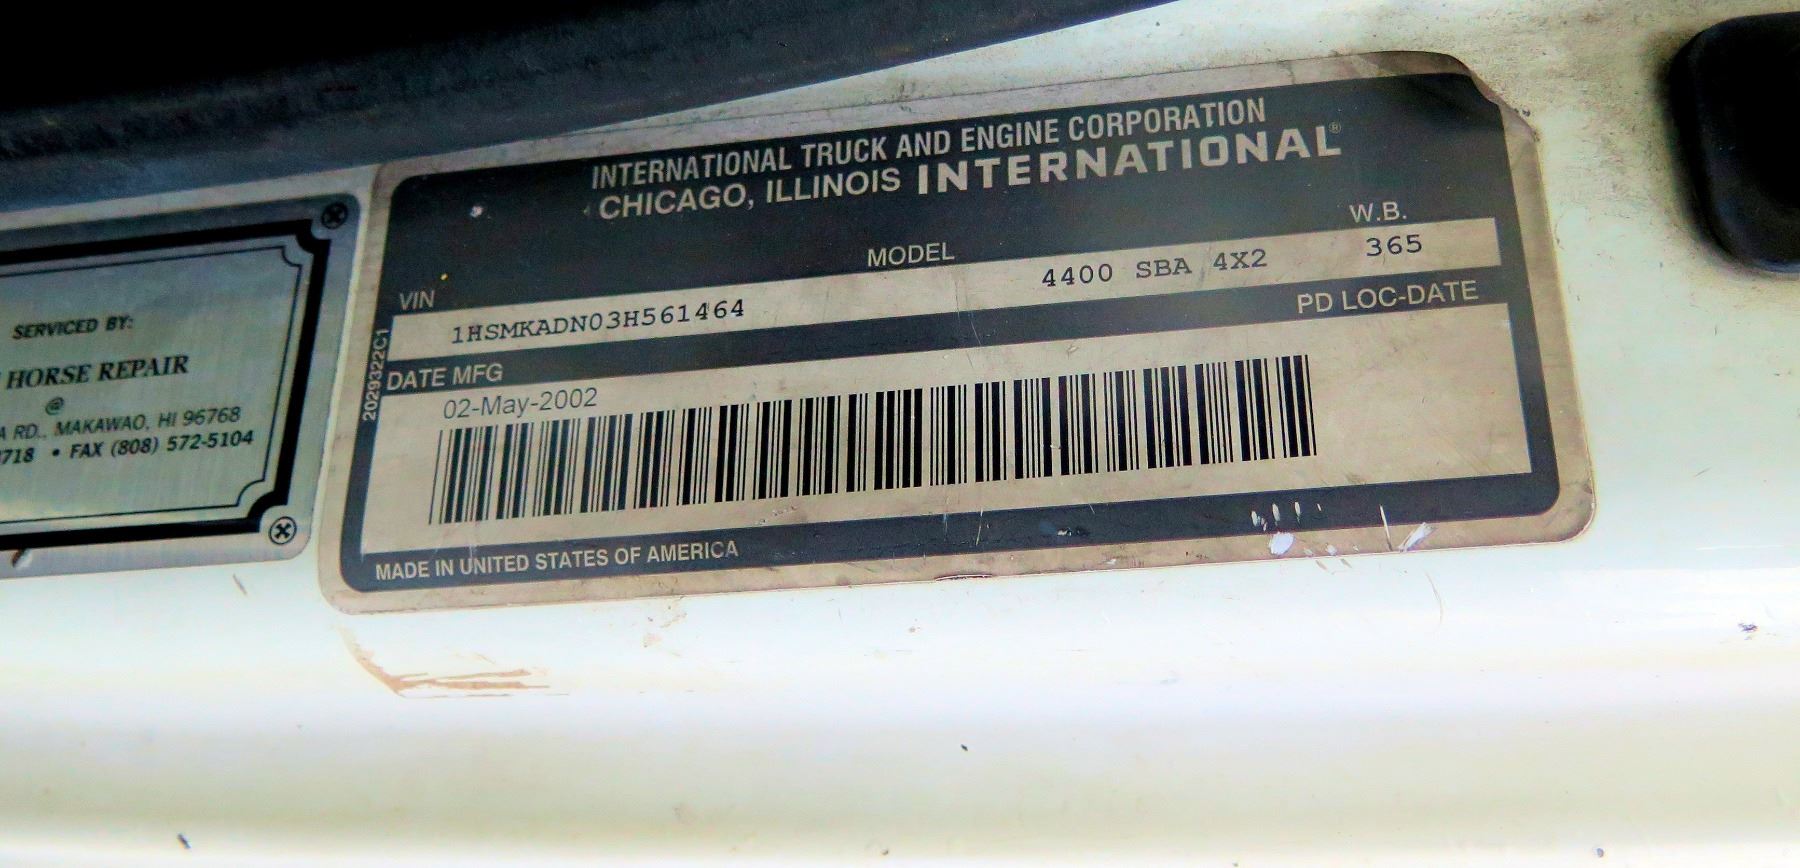 INTERNATIONAL TRUCK AND ENGINE CORPORATION
CHICAGO, ILLINOIS INTERNATIONAL®
VIN MODEL W.B.
1HSMKADN03H561464 4400 SBA 4X2 365
DATE MFG PD LOC-DATE
02-May-2002
2029322C1
MADE IN UNITED STATES OF AMERICA
SERVICED BY:
HORSE REPAIR
@
RD., MAKAWAO, HI 96768
718 • FAX (808) 572-5104